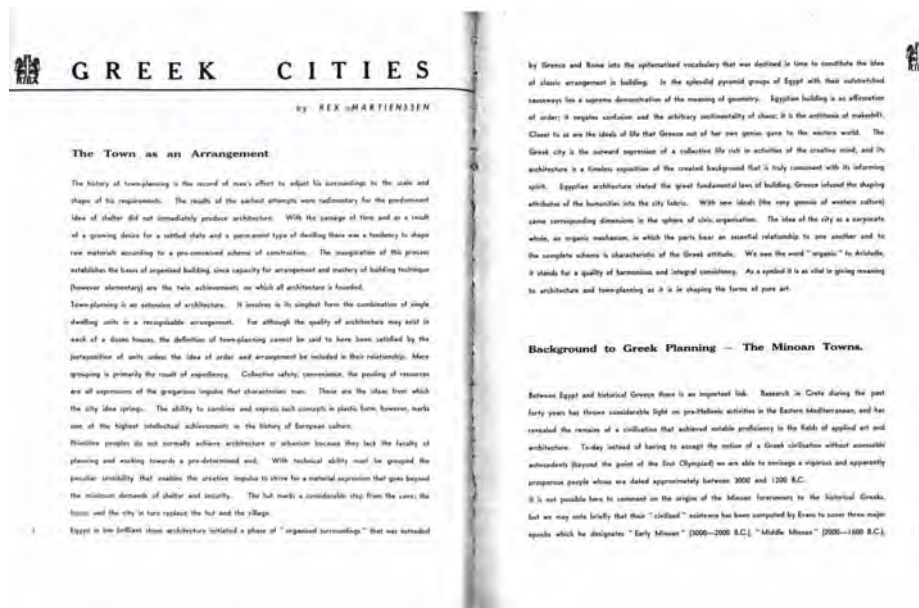 GREEK CITIES
by REX MARTIENSSEN
The Town as an Arrangement
The history of town-planning is the record of man's effort to adjust his surroundings to the scale and
shape of his requirements. The results of the earliest attempts were rudimentary for the predominant
idea of shelter did not immediately produce architecture. With the passage of time and as a result
of a growing desire for a settled state and a permanent type of dwelling there was a tendency to shape
raw materials according to a pre-conceived scheme of construction. The inauguration of this process
establishes the basis of organised building, since capacity for arrangement and mastery of building technique
(however elementary) are the twin achievements on which all architecture is founded.
Town-planning is an extension of architecture. It involves in its simplest form the combination of single
dwelling units in a recognisable arrangement. For although the quality of architecture may exist in
each of a dozen houses, the definition of town-planning cannot be said to have been satisfied by the
juxtaposition of units unless the idea of order and arrangement be included in their relationship. Mere
grouping is primarily the result of expediency. Collective safety, convenience, the pooling of resources
are all expressions of the gregarious impulse that characterises man. These are the ideas from which
the city idea springs. The ability to combine and express such concepts in plastic form, however, marks
one of the highest intellectual achievements in the history of European culture.
Primitive peoples do not normally achieve architecture or urbanism because they lack the faculty of
planning and working towards a pre-determined end. With technical ability must be grouped the
peculiar sensibility that enables the creative impulse to strive for a material expression that goes beyond
the minimum demands of shelter and security. The hut marks a considerable step from the cave; the
house and the city in turn replace the hut and the village.
Egypt in her brilliant stone architecture initiated a phase of "organised surroundings" that was extended
by Greece and Rome into the systematised vocabulary that was destined in time to constitute the idea
of classic arrangement in building. In the splendid pyramid groups of Egypt with their outstretched
causeways lies a supreme demonstration of the meaning of geometry. Egyptian building is an affirmation
of order; it negates confusion and the arbitrary sentimentality of chaos; it is the antithesis of makeshift.
Closer to us are the ideals of life that Greece out of her own genius gave to the western world. The
Greek city is the outward expression of a collective life rich in activities of the creative mind, and its
architecture is a timeless exposition of the created background that is truly consonant with its informing
spirit. Egyptian architecture stated the great fundamental laws of building, Greece infused the shaping
attributes of the humanities into the city fabric. With new ideals (the very genesis of western culture)
came corresponding dimensions in the sphere of civic organisation. The idea of the city as a corporate
whole, an organic mechanism, in which the parts bear an essential relationship to one another and to
the complete scheme is characteristic of the Greek attitude. We owe the word "organic" to Aristotle,
it stands for a quality of harmonious and integral consistency. As a symbol it is as vital in giving meaning
to architecture and town-planning as it is in shaping the forms of pure art.
Background to Greek Planning — The Minoan Towns.
Between Egypt and historical Greece there is an important link. Research in Crete during the past
forty years has thrown considerable light on pre-Hellenic activities in the Eastern Mediterranean, and has
revealed the remains of a civilisation that achieved notable proficiency in the fields of applied art and
architecture. To-day instead of having to accept the notion of a Greek civilisation without
antecedents (beyond the point of the first Olympiad) we are able to envisage a vigorous and apparently
prosperous people whose are dated approximately between 3000 and 1200 B.C.
It is not possible here to comment on the origins of the Minoan forerunners to the historical Greeks,
but we may note briefly that their "civilised" existence has been computed by Evans to cover three major
epochs which he designates "Early Minoan" (3000—2000 B.C.), "Middle Minoan" (2000—1600 B.C.),